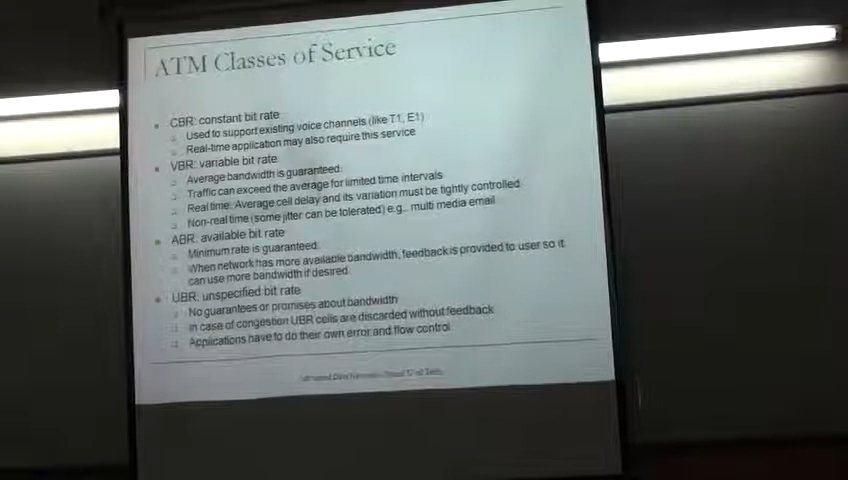 ATM Classes of Service
CBR: constant bit rate
Used to support existing voice channels (like T1, E1)
Real-time application may also require this service
VBR: variable bit rate
Average bandwidth is guaranteed.
Traffic can exceed the average for limited time intervals
Real time: Average cell delay and its variation must be tightly controlled
Non-real time (some jitter can be tolerated) e.g., multi media email
ABR: available bit rate
Minimum rate is guaranteed.
When network has more available bandwidth, feedback is provided to user so it
can use more bandwidth if desired.
UBR: unspecified bit rate
No guarantees or promises about bandwidth
in case of congestion UBR cells are discarded without feedback
Applications have to do their own error and flow control